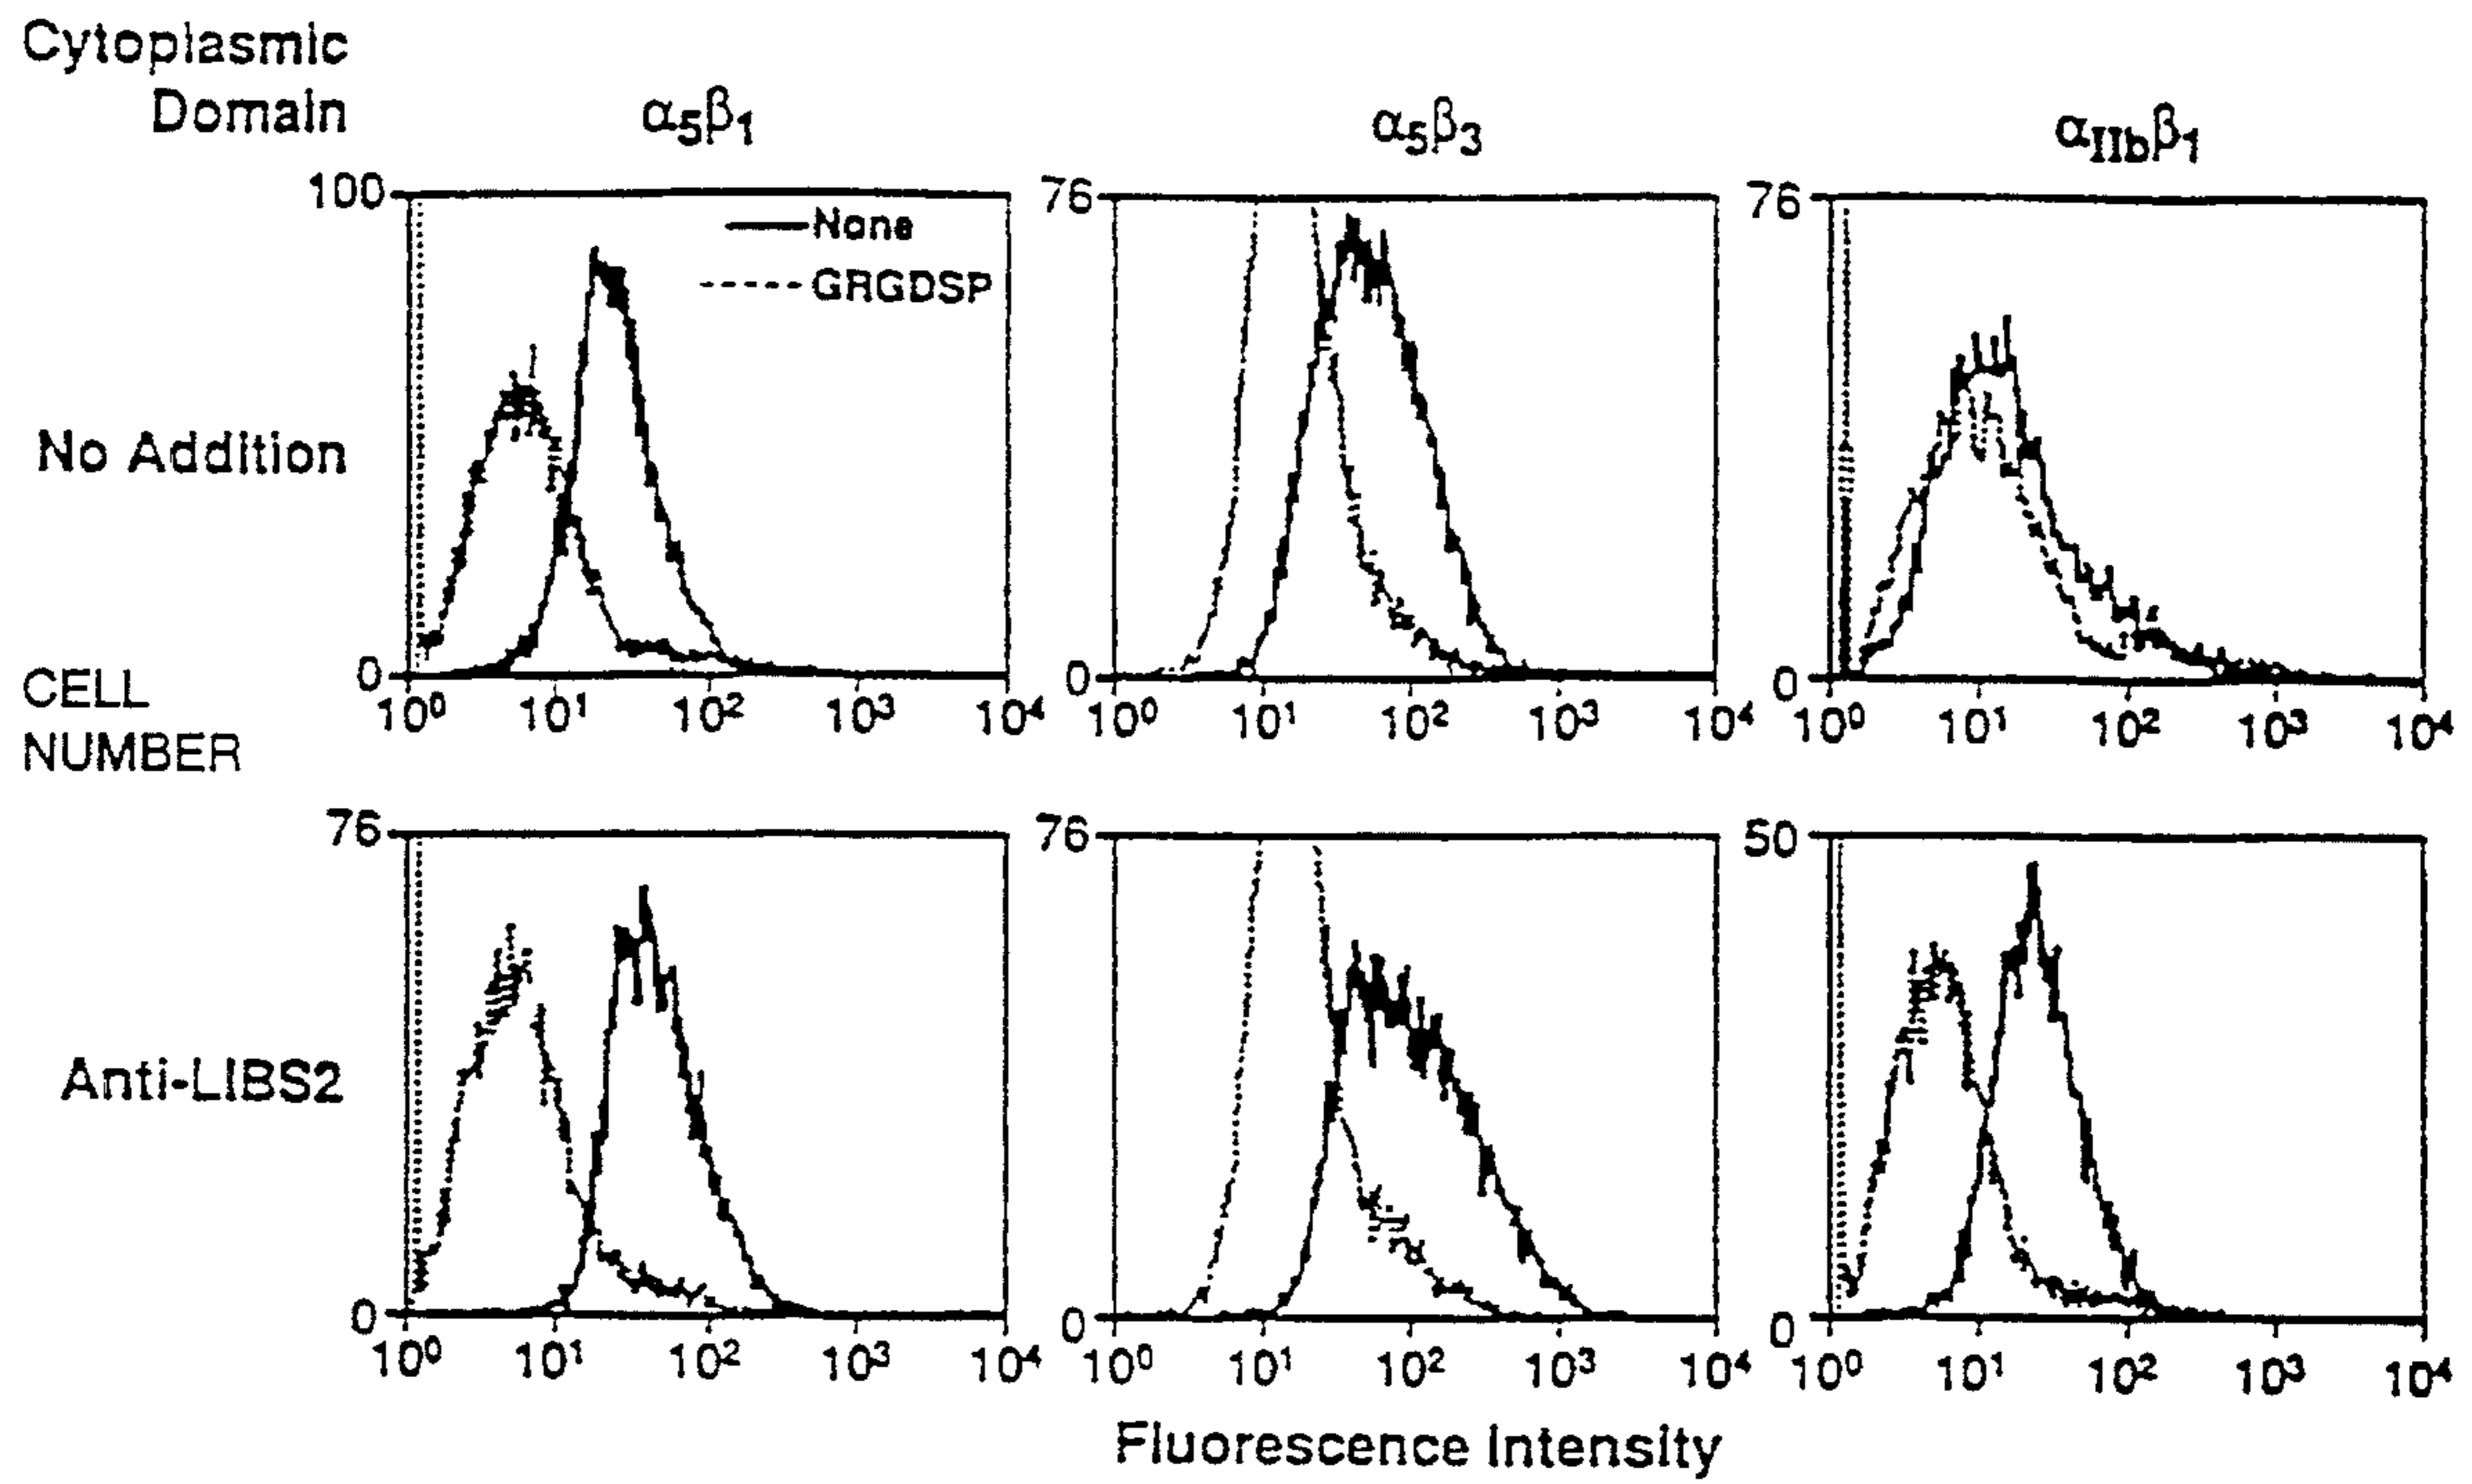 Cytoplasmic
Domain
α5β1
α5β3
αIIbβ1
No Addition
100
None
GRGDSP
0
10⁰ 10¹ 10² 10³ 10⁴
76
0
10⁰ 10¹ 10² 10³ 10⁴
76
0
10⁰ 10¹ 10² 10³ 10⁴
CELL
NUMBER
Anti-LIBS2
76
0
10⁰ 10¹ 10² 10³ 10⁴
76
0
10⁰ 10¹ 10² 10³ 10⁴
50
0
10⁰ 10¹ 10² 10³ 10⁴
Fluorescence Intensity